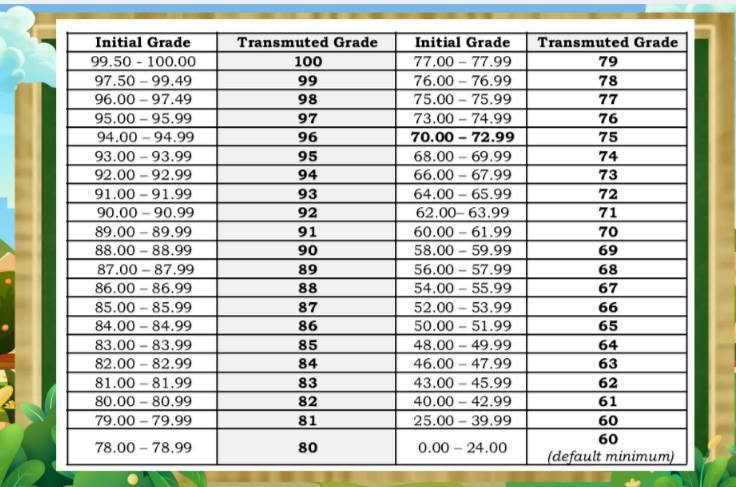 Initial Grade Transmuted Grade Initial Grade Transmuted Grade
99.50 - 100.00 100 77.00 – 77.99 79
97.50 – 99.49 99 76.00 – 76.99 78
96.00 – 97.49 98 75.00 – 75.99 77
95.00 – 95.99 97 73.00 – 74.99 76
94.00 – 94.99 96 70.00 – 72.99 75
93.00 – 93.99 95 68.00 – 69.99 74
92.00 – 92.99 94 66.00 – 67.99 73
91.00 – 91.99 93 64.00 – 65.99 72
90.00 – 90.99 92 62.00– 63.99 71
89.00 – 89.99 91 60.00 – 61.99 70
88.00 – 88.99 90 58.00 – 59.99 69
87.00 – 87.99 89 56.00 – 57.99 68
86.00 – 86.99 88 54.00 – 55.99 67
85.00 – 85.99 87 52.00 – 53.99 66
84.00 – 84.99 86 50.00 – 51.99 65
83.00 – 83.99 85 48.00 – 49.99 64
82.00 – 82.99 84 46.00 – 47.99 63
81.00 – 81.99 83 43.00 – 45.99 62
80.00 – 80.99 82 40.00 – 42.99 61
79.00 – 79.99 81 25.00 – 39.99 60
78.00 – 78.99 80 0.00 – 24.00 60
(default minimum)